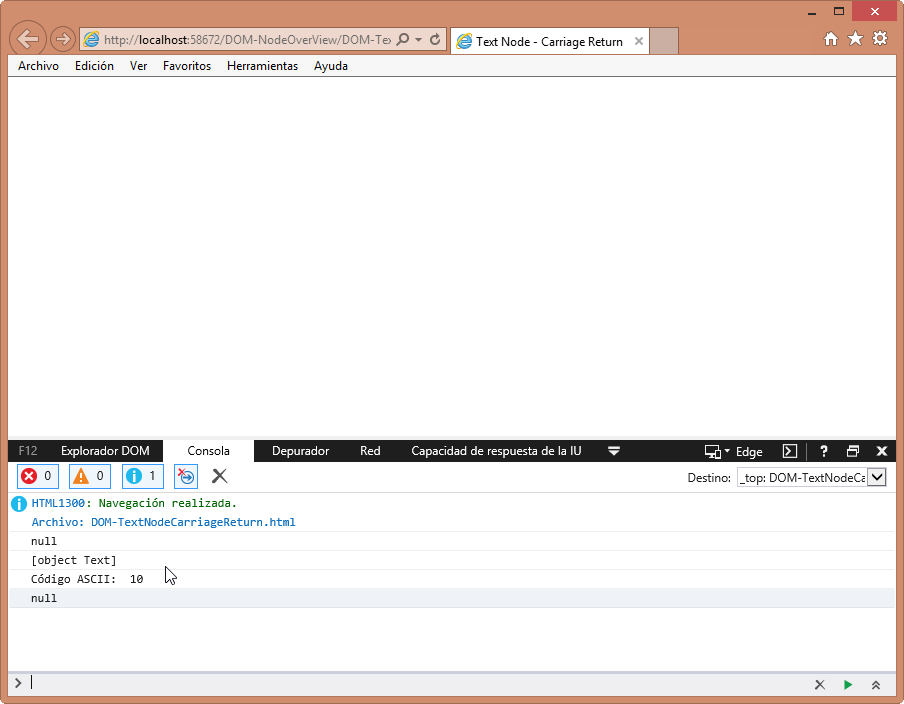 http://localhost:58672/DOM-NodeOverView/DOM-Te
Text Node - Carriage Return
Archivo Edición Ver Favoritos Herramientas Ayuda
F12 Explorador DOM Consola Depurador Red Capacidad de respuesta de la IU Edge ?
0 0 1 Destino: _top: DOM-TextNodeCa
HTML1300: Navegación realizada.
Archivo: DOM-TextNodeCarriageReturn.html
null
[object Text]
Código ASCII: 10
null